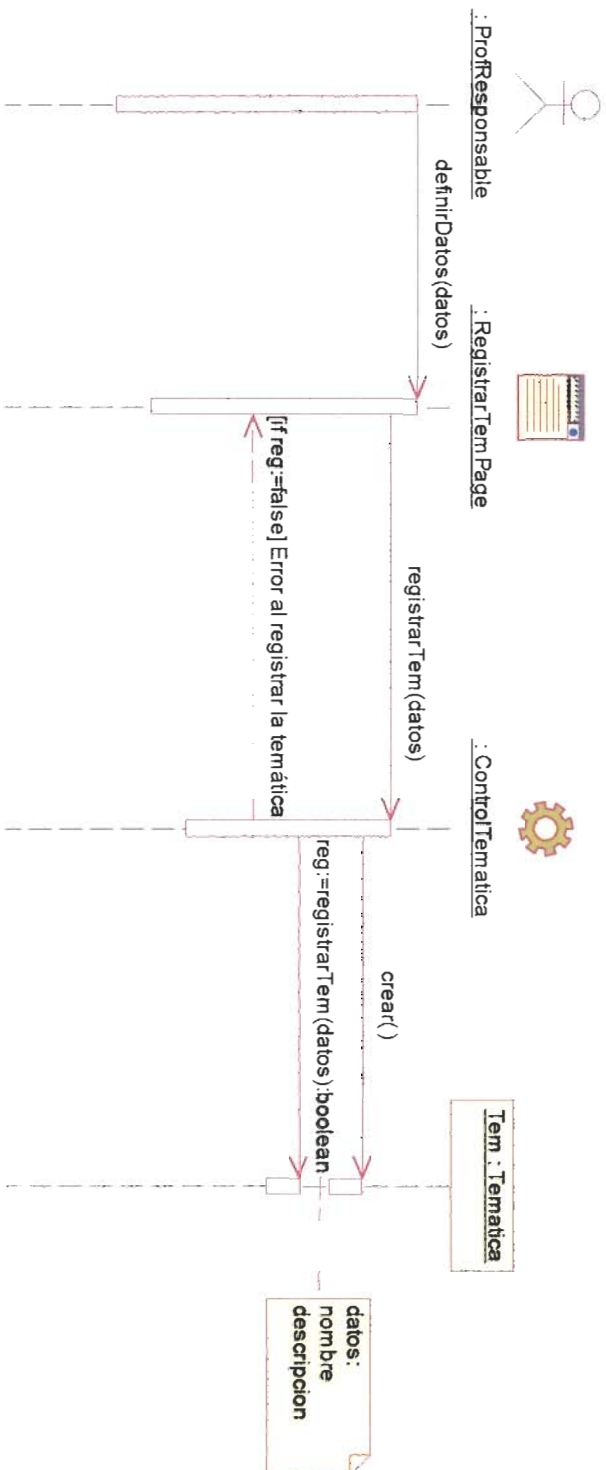 : ProfResponsable
: RegistrarTemPage
: ControlTematica
Tem : Tematica
definirDatos(datos)
registrarTem(datos)
crear( )
reg:=registrarTem(datos):boolean
[if reg:=false] Error al registrar la temática
datos:
nombre
descripcion